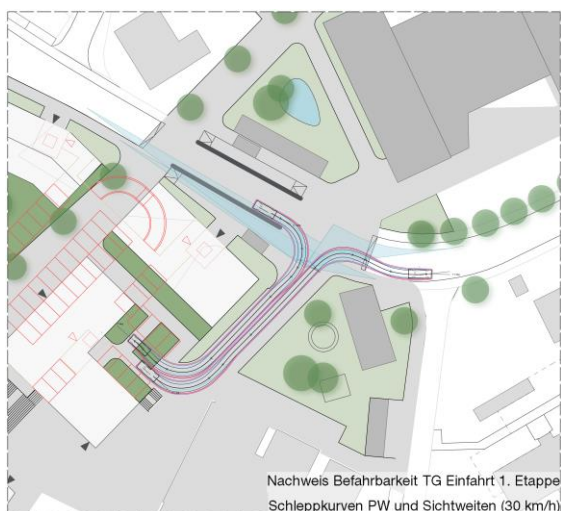 Nachweis Befahrbarkeit TG Einfahrt 1. Etappe
Schleppkurven PW und Sichtweiten (30 km/h)